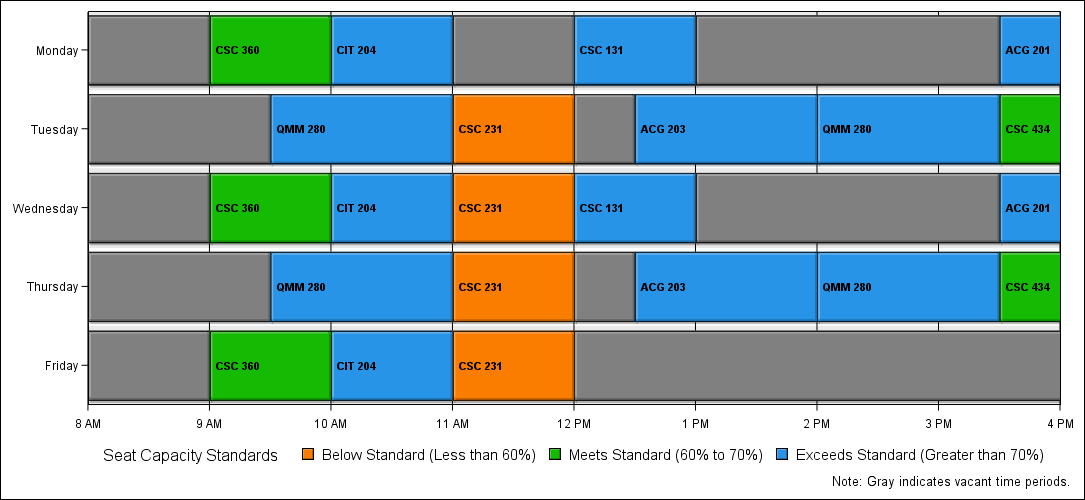 Monday CSC 360 CIT 204 CSC 131 ACG 201
Tuesday QMM 280 CSC 231 ACG 203 QMM 280 CSC 434
Wednesday CSC 360 CIT 204 CSC 231 CSC 131 ACG 201
Thursday QMM 280 CSC 231 ACG 203 QMM 280 CSC 434
Friday CSC 360 CIT 204 CSC 231
8 AM 9 AM 10 AM 11 AM 12 PM 1 PM 2 PM 3 PM 4 PM
Seat Capacity Standards Below Standard (Less than 60%) Meets Standard (60% to 70%) Exceeds Standard (Greater than 70%)
Note: Gray indicates vacant time periods.